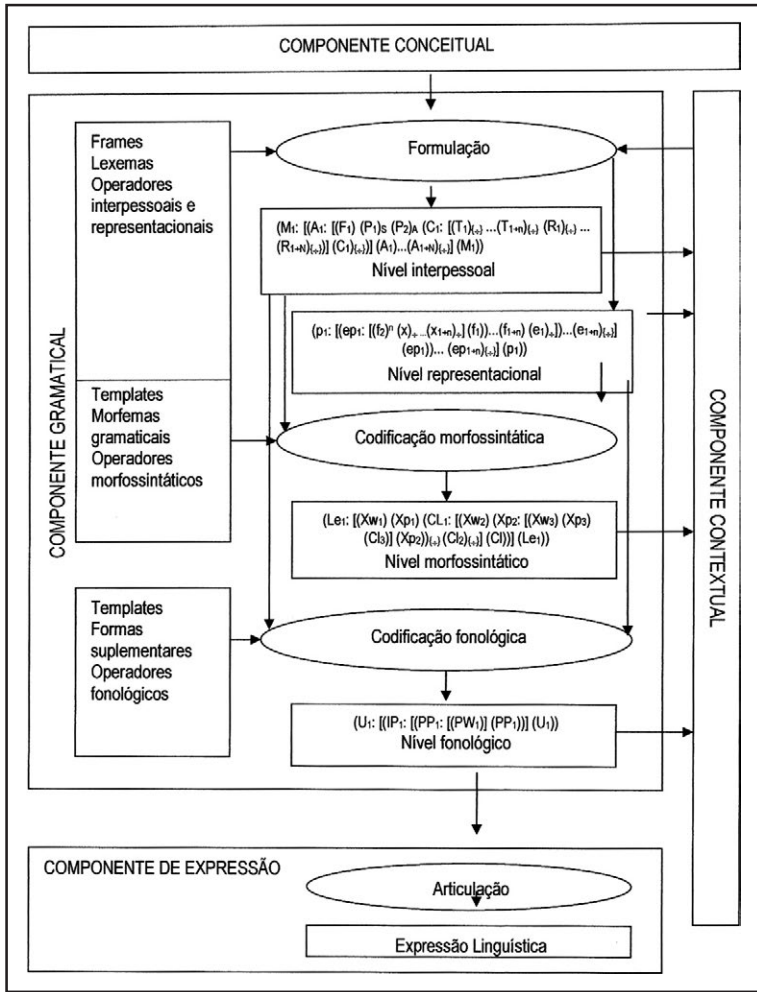 COMPONENTE CONCEITUAL
COMPONENTE GRAMATICAL
Frames
Lexemas
Operadores
interpessoais e
representacionais
Formulação
(M₁: [(A₁: [(F₁) (P₁)s (P₂)A (C₁: [(T₁){÷} ...(T₁₊ₙ){÷} (R₁){÷} ...
(R₁₊N){÷})] (C₁){÷})] (A₁)...(A₁₊N){÷}] (M₁))
Nível interpessoal
(p₁: [(ep₁: [(f₂)ⁿ (x)÷ ...(x₁₊ₙ)÷] (f₁))...(f₁₊ₙ) (e₁)÷])...(e₁₊ₙ){÷}]
(ep₁))... (ep₁₊ₙ){÷}] (p₁))
Nível representacional
Templates
Morfemas
gramaticais
Operadores
morfossintáticos
Codificação morfossintática
(Le₁: [(Xw₁) (Xp₁) (CL₁: [(Xw₂) (Xp₂: [(Xw₃) (Xp₃)
(Cl₃)] (Xp₂)){÷} (Cl₂){÷}] (Cl))] (Le₁))
Nível morfossintático
Templates
Formas
suplementares
Operadores
fonológicos
Codificação fonológica
(U₁: [(IP₁: [(PP₁: [(PW₁)] (PP₁))] (U₁))
Nível fonológico
COMPONENTE CONTEXTUAL
COMPONENTE DE EXPRESSÃO
Articulação
Expressão Linguística